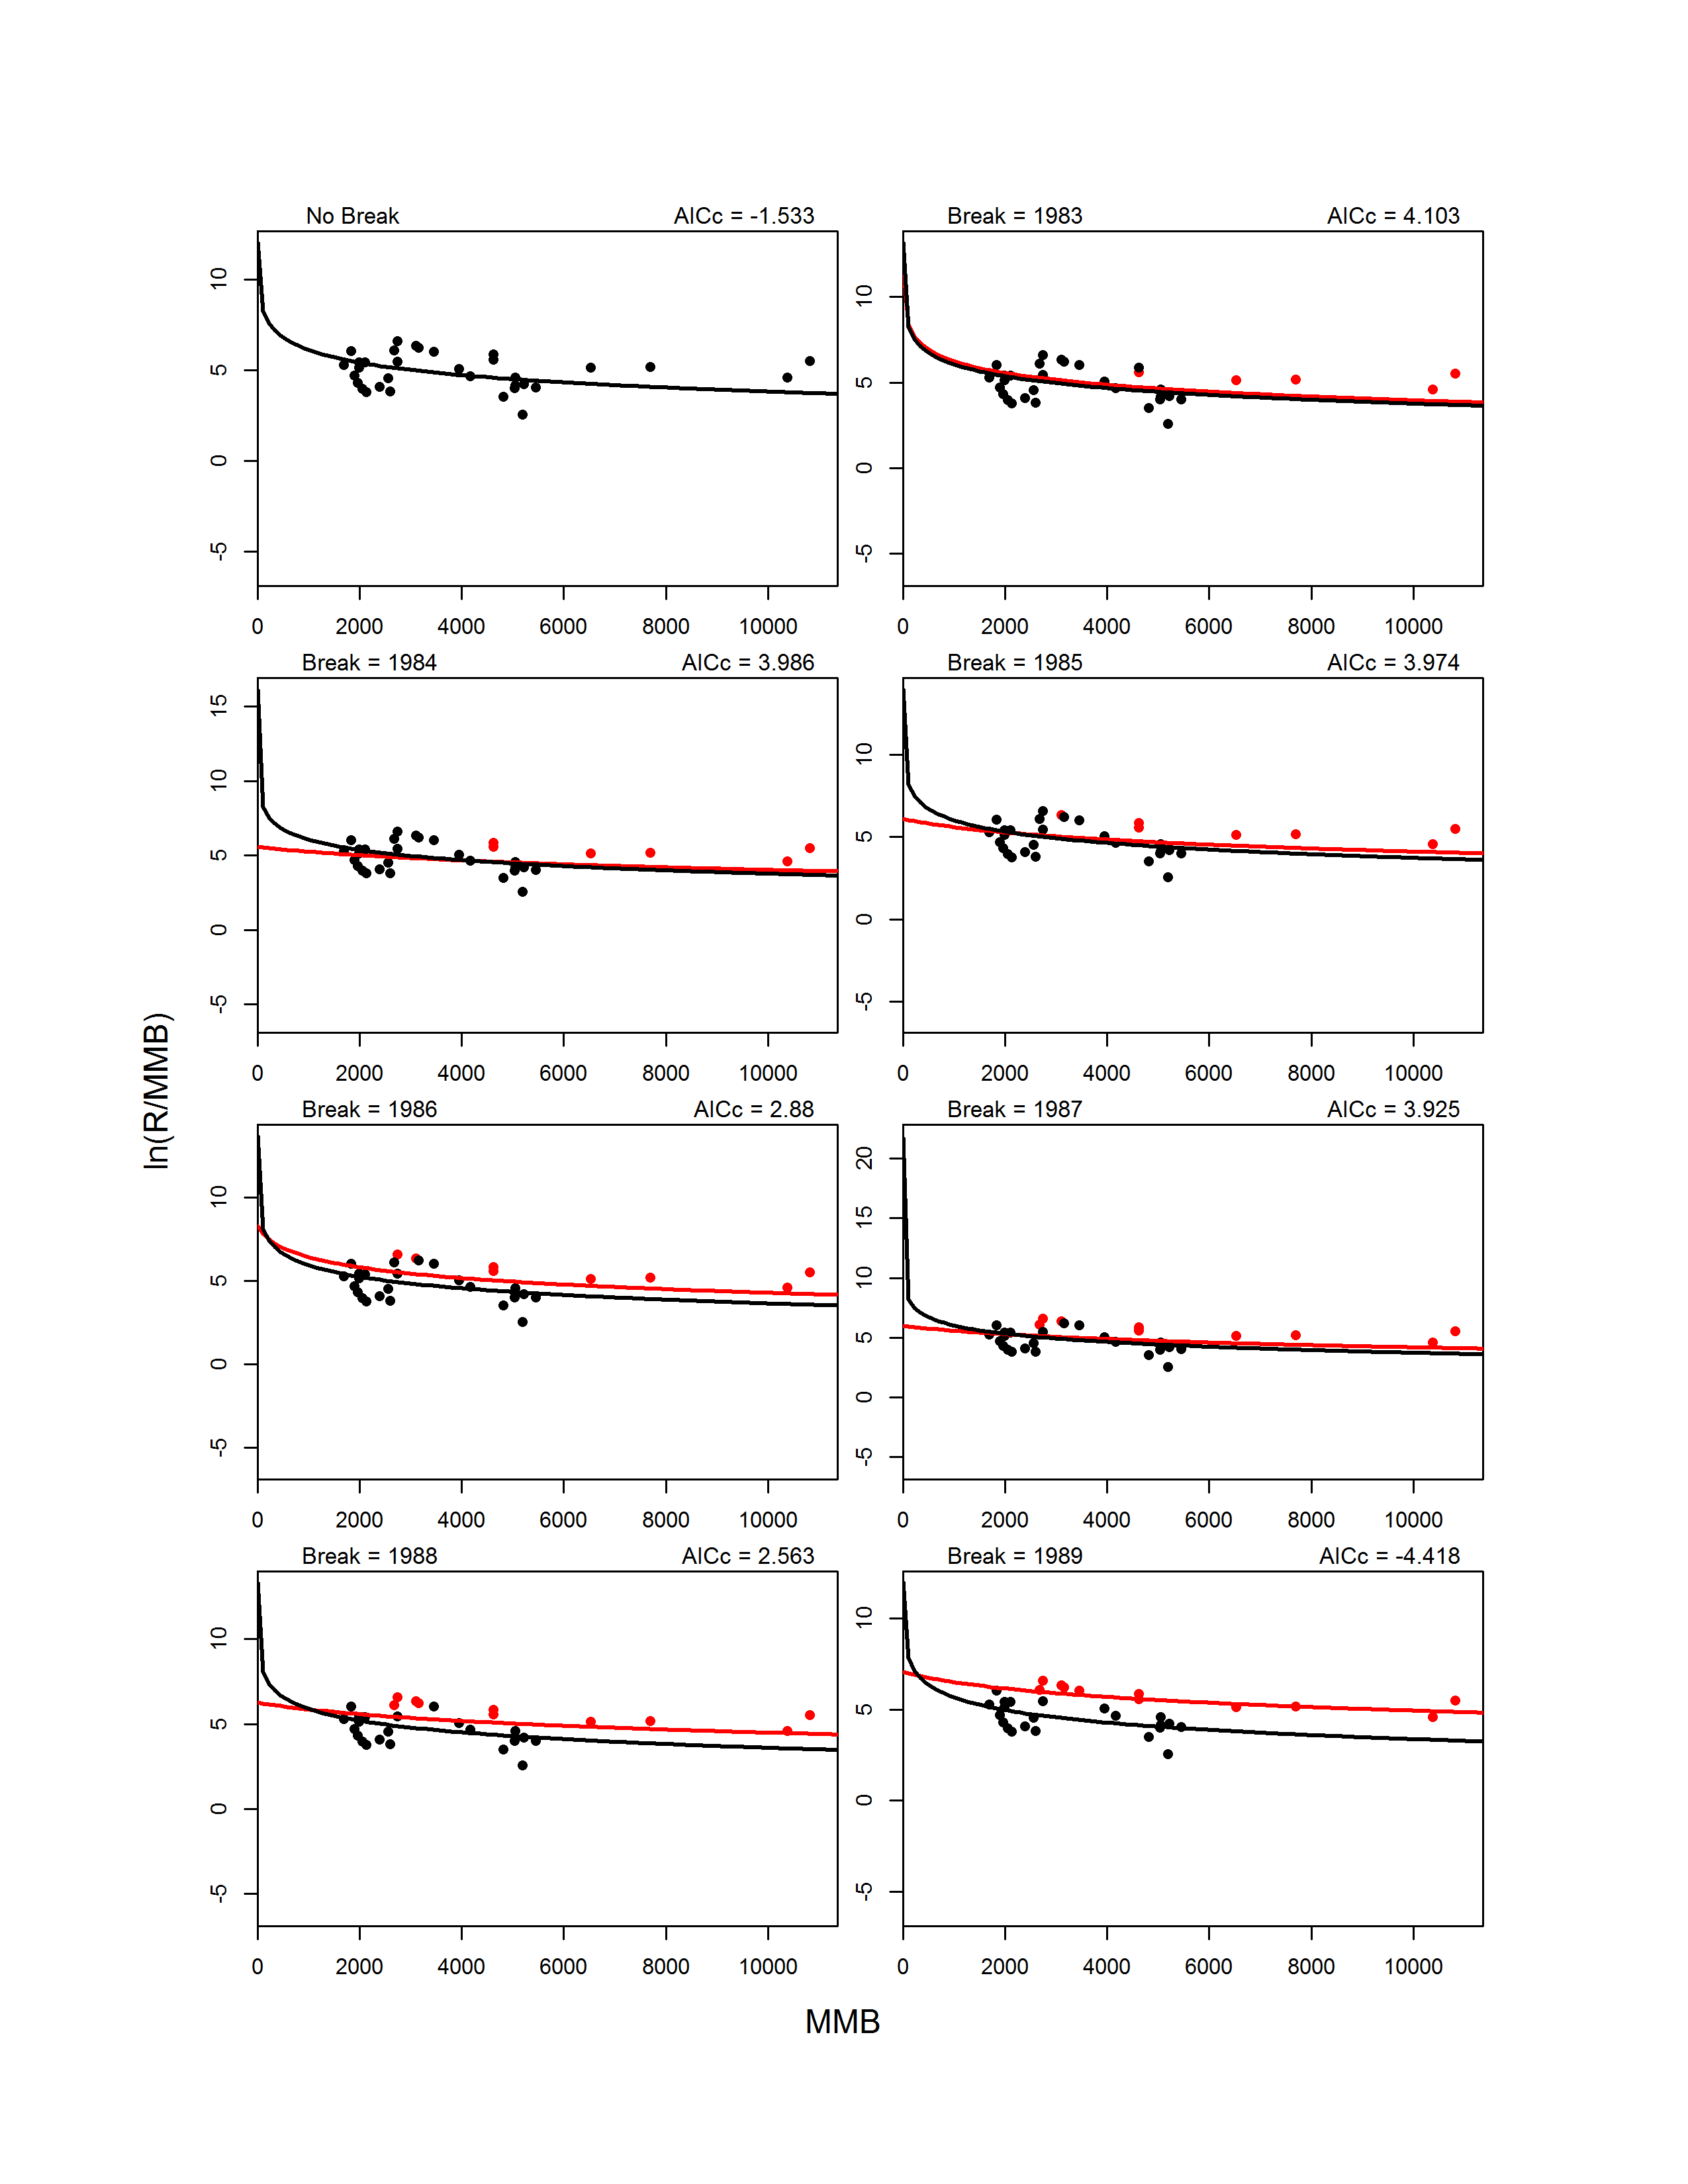 No Break AICc = -1.533
Break = 1983 AICc = 4.103
10
5
0
-5
10
5
0
-5
0 2000 4000 6000 8000 10000
0 2000 4000 6000 8000 10000
Break = 1984 AICc = 3.986
Break = 1985 AICc = 3.974
15
10
5
0
-5
10
5
0
-5
0 2000 4000 6000 8000 10000
0 2000 4000 6000 8000 10000
ln(R/MMB)
Break = 1986 AICc = 2.88
Break = 1987 AICc = 3.925
10
5
0
-5
20
15
10
5
0
-5
0 2000 4000 6000 8000 10000
0 2000 4000 6000 8000 10000
Break = 1988 AICc = 2.563
Break = 1989 AICc = -4.418
10
5
0
-5
10
5
0
-5
0 2000 4000 6000 8000 10000
0 2000 4000 6000 8000 10000
MMB